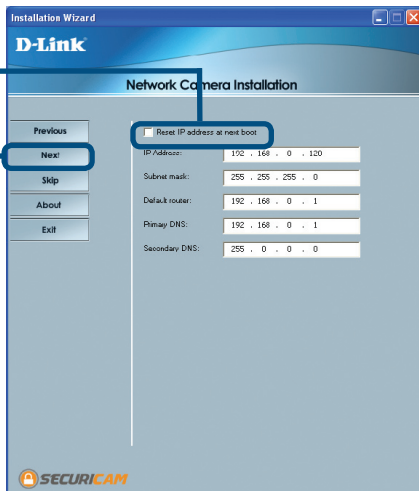 Installation Wizard
D-Link
Network Camera Installation
Previous
Next
Skip
About
Exit
Reset IP address at next boot
IP Address: 192 . 168 . 0 . 120
Subnet mask: 255 . 255 . 255 . 0
Default router: 192 . 168 . 0 . 1
Primary DNS: 192 . 168 . 0 . 1
Secondary DNS: 255 . 0 . 0 . 0
SECURICAM